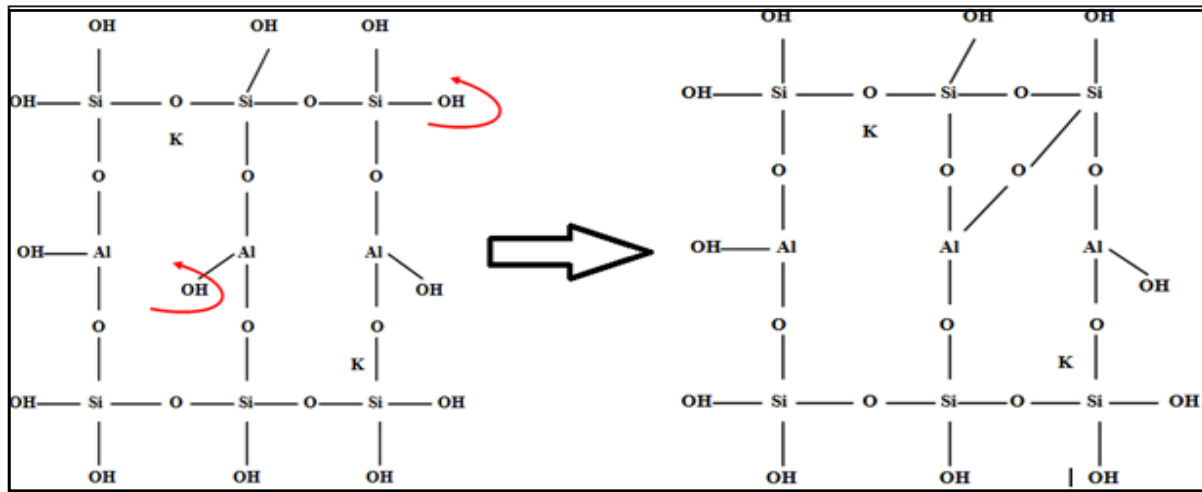 OH OH OH OH OH OH
OH Si O Si O Si OH OH Si O Si O Si
K K
O O O O O O
OH Al Al Al OH Al Al Al
OH OH OH
O O O O O O
K K
OH Si O Si O Si OH OH Si O Si O Si OH
OH OH OH OH OH OH